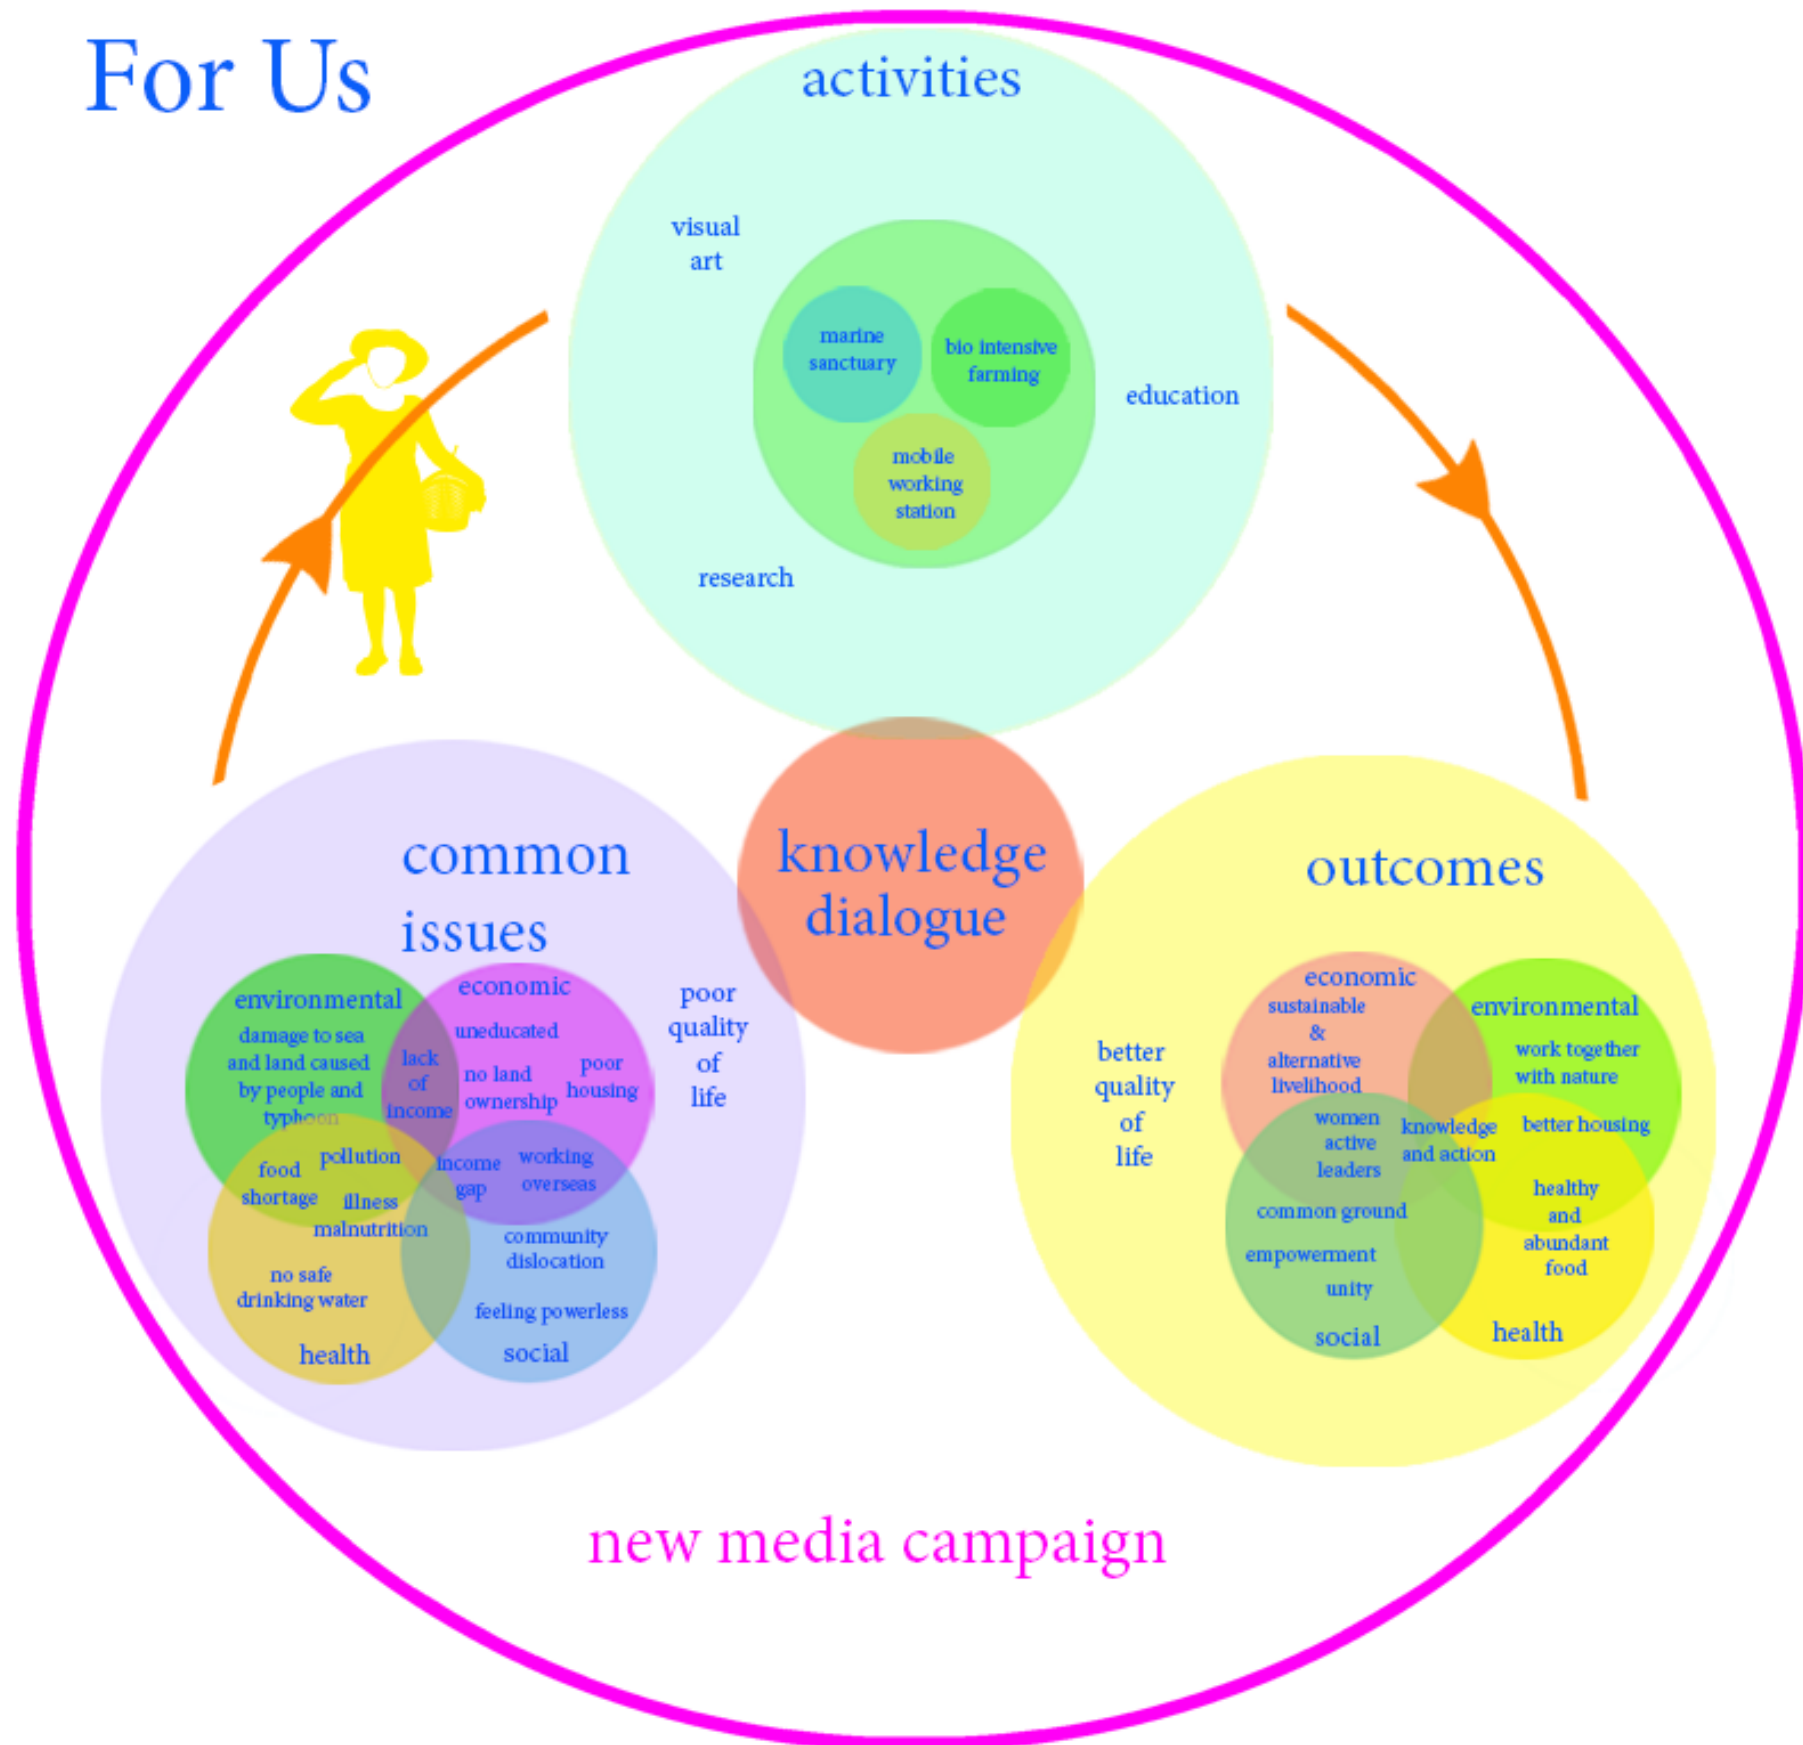 For Us
activities
visual
art
marine
sanctuary
bio intensive
farming
mobile
working
station
education
research
knowledge
dialogue
common
issues
environmental
damage to sea
and land caused
by people and
typhoon
lack
of
income
economic
uneducated
no land
ownership
poor
housing
poor
quality
of
life
food
shortage
pollution
illness
malnutrition
no safe
drinking water
health
income
gap
working
overseas
community
dislocation
feeling powerless
social
outcomes
better
quality
of
life
economic
sustainable
&
alternative
livelihood
environmental
work together
with nature
women
active
leaders
knowledge
and action
better housing
common ground
empowerment
unity
social
healthy
and
abundant
food
health
new media campaign